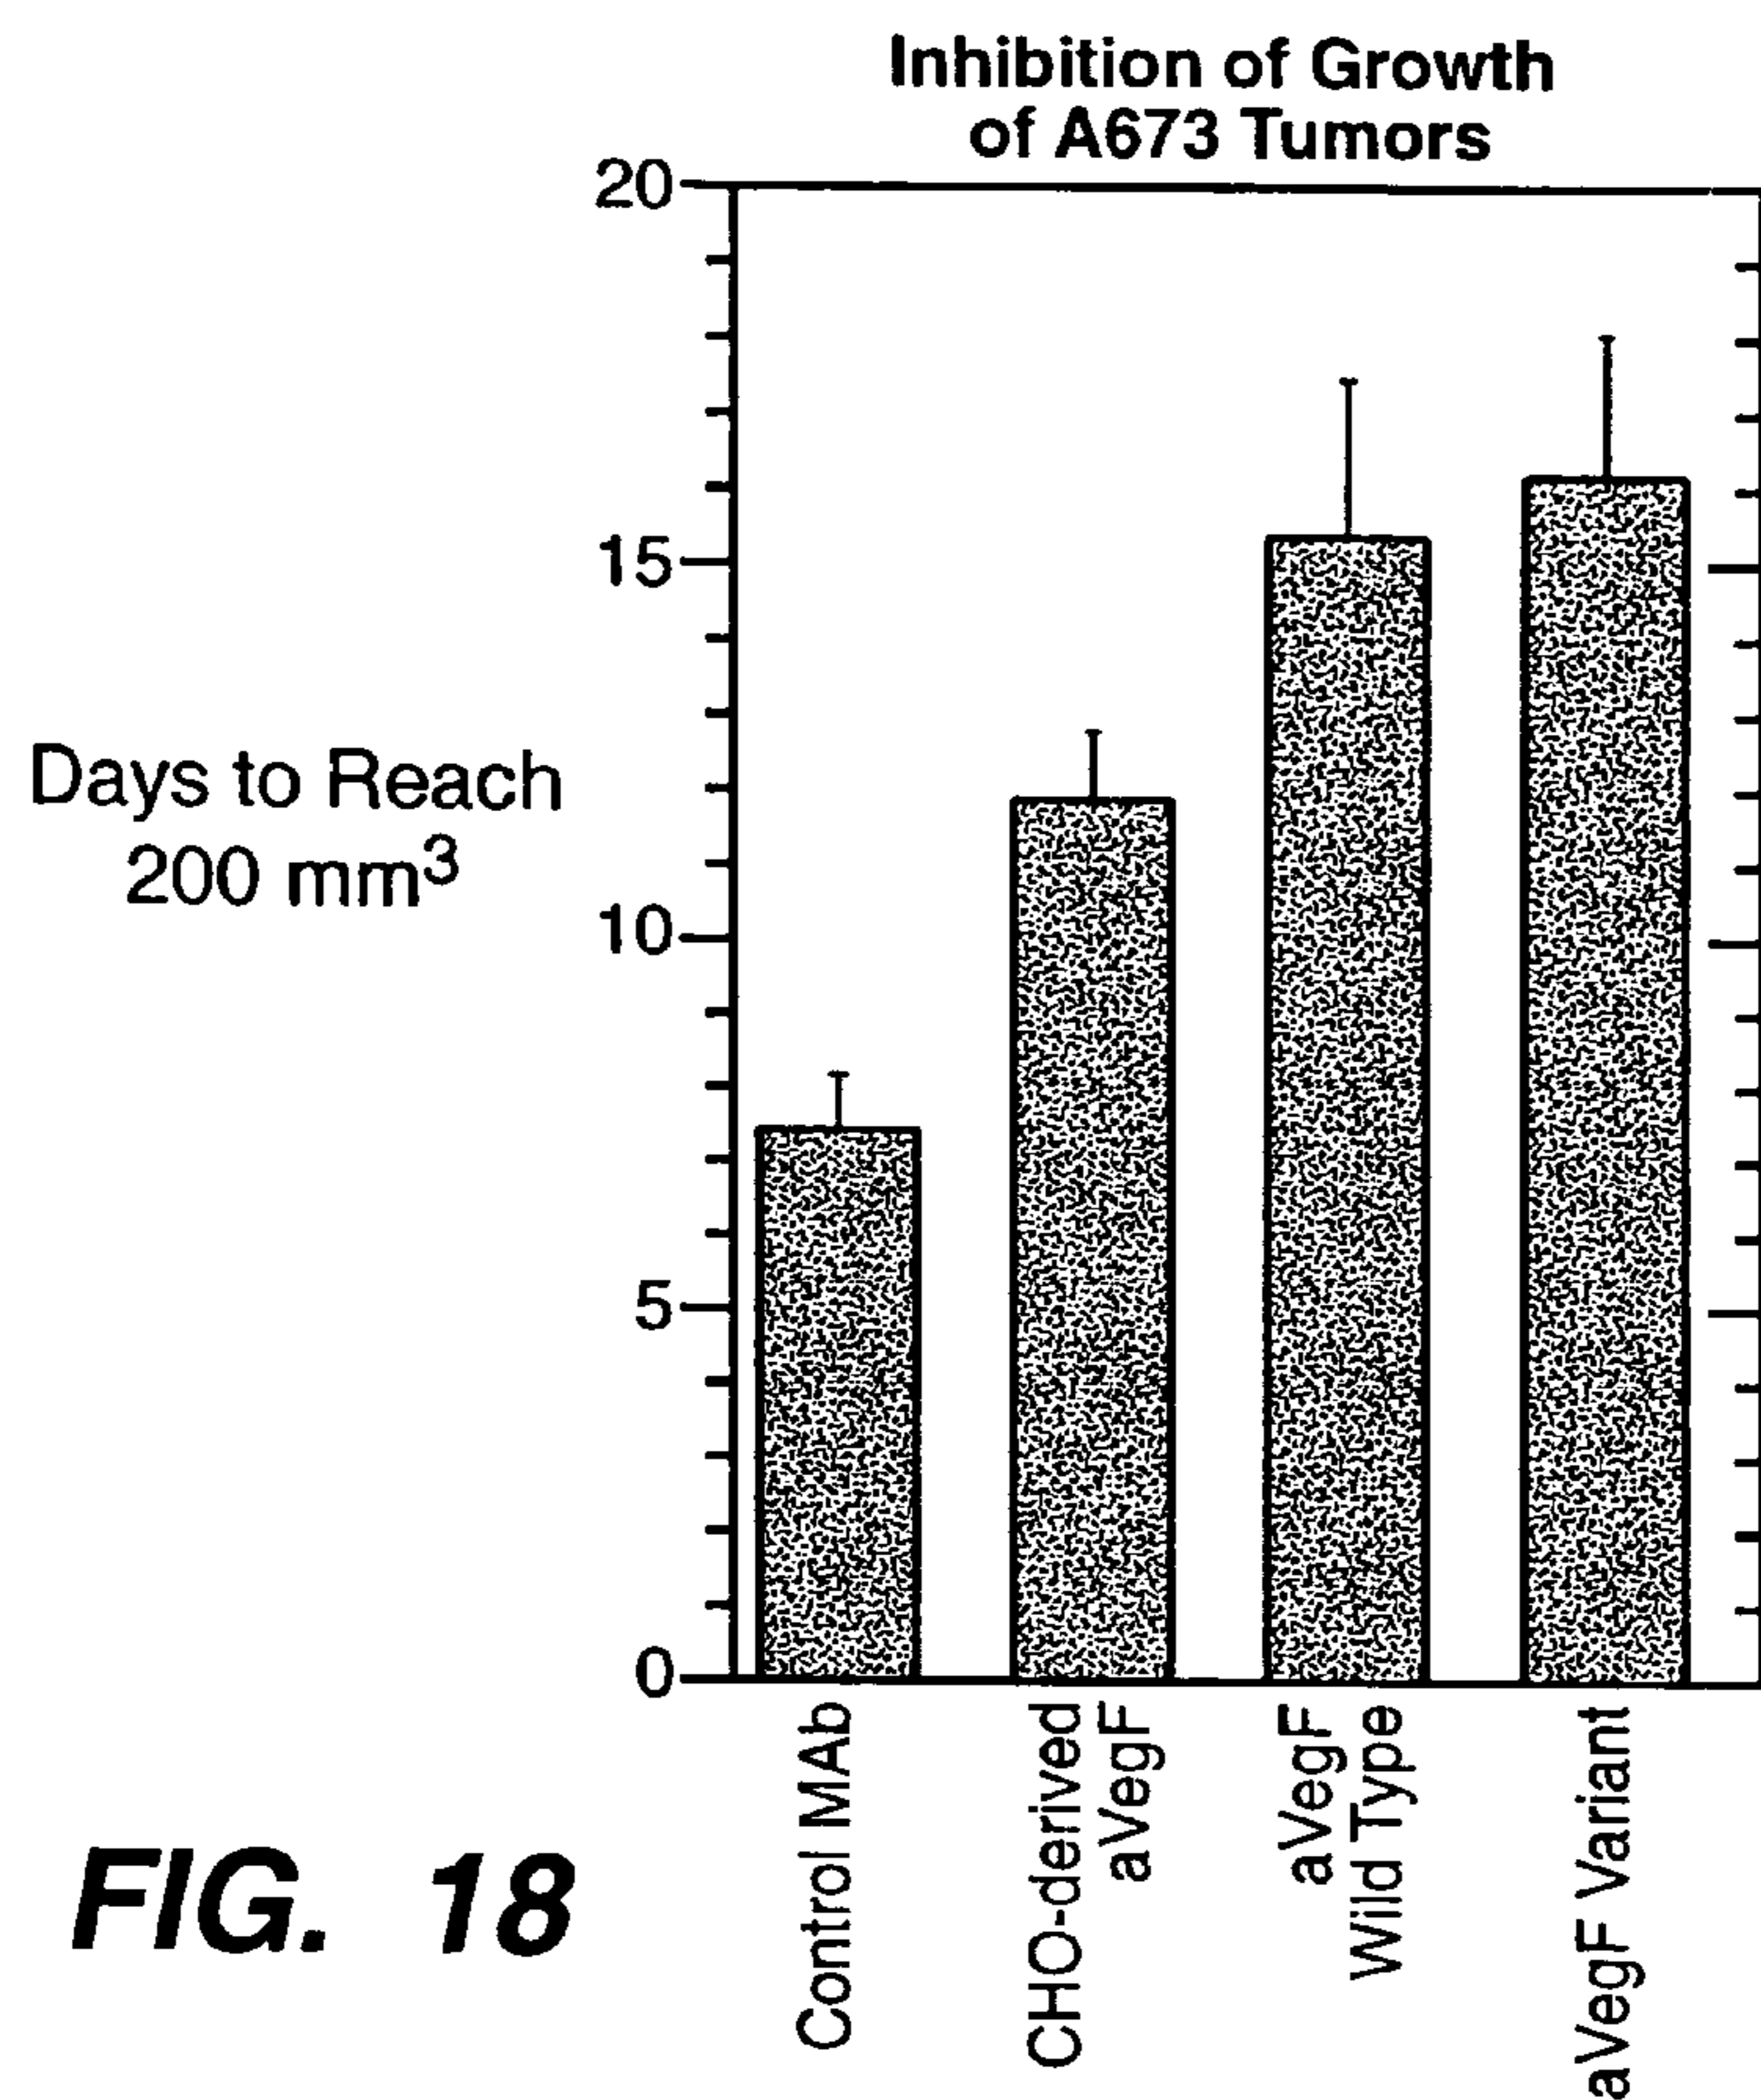 Inhibition of Growth
of A673 Tumors
20
15
10
5
0
Days to Reach
200 mm³
Control MAb
CHO-derived
aVegF
aVegF
Wild Type
aVegF Variant
FIG. 18